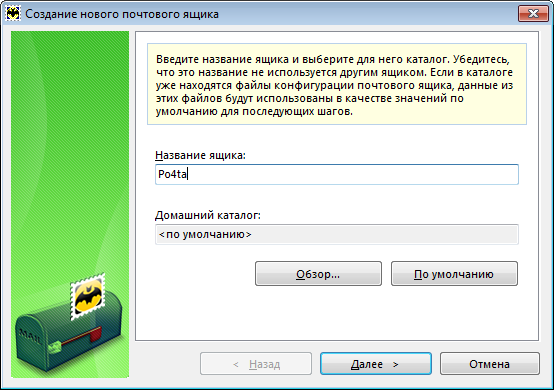 Создание нового почтового ящика
Введите название ящика и выберите для него каталог. Убедитесь,
что это название не используется другим ящиком. Если в каталоге
уже находятся файлы конфигурации почтового ящика, данные из
этих файлов будут использованы в качестве значений по
умолчанию для последующих шагов.
Название ящика:
Po4ta
Домашний каталог:
<по умолчанию>
Обзор... По умолчанию
MAIL
< Назад Далее > Отмена